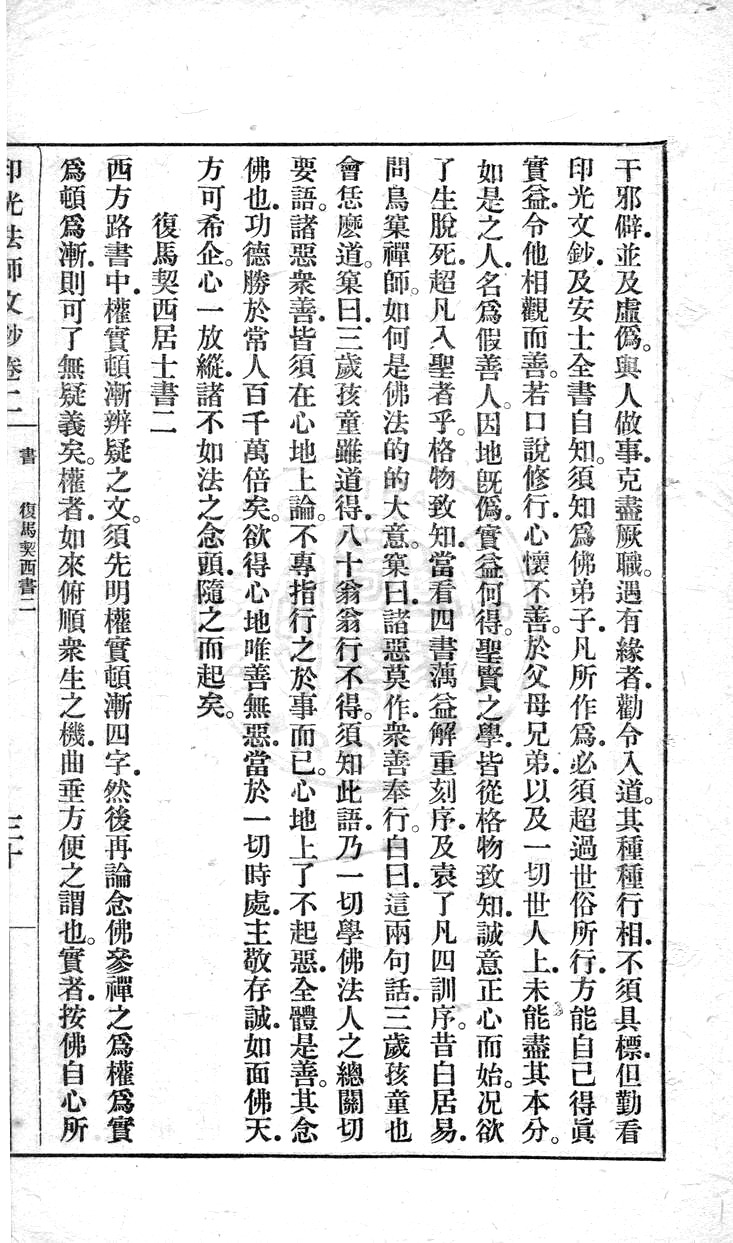 干邪僻.並及虛僞。與人做事.克盡厥職。遇有緣者.勸令入道。其種種行相.不須具標.但勤看
印光文鈔.及安士全書自知。須知爲佛弟子.凡所作爲.必須超過世俗所行.方能自己得眞
實益.令他相觀而善。若口說修行.心懷不善。於父母兄弟.以及一切世人上.未能盡其本分。
如是之人.名爲假善人。因地旣僞.實益何得。聖賢之學.皆從格物致知.誠意正心而始。况欲
了生脫死.超凡入聖者乎。格物致知.當看四書蕅益解重刻序.及袁了凡四訓序。昔白居易.
問鳥窠禪師。如何是佛法的的大意。窠曰.諸惡莫作.衆善奉行。白曰.這兩句話.三歲孩童也
會恁麽道。窠曰.三歲孩童雖道得.八十翁翁行不得。須知此語.乃一切學佛法人之總關切
要語。諸惡衆善.皆須在心地上論。不專指行之於事而已。心地上了不起惡.全體是善。其念
佛也.功德勝於常人百千萬倍矣。欲得心地唯善無惡.當於一切時處.主敬存誠.如面佛天.
方可希企。心一放縱.諸不如法之念頭.隨之而起矣。
復馬契西居士書二
西方路書中.權實頓漸辨疑之文。須先明權實頓漸四字.然後再論念佛參禪之爲權爲實
爲頓爲漸.則可了無疑義矣。權者.如來俯順衆生之機.曲垂方便之謂也。實者.按佛自心所
印光法師文鈔卷二
書 復馬契西書二
三十